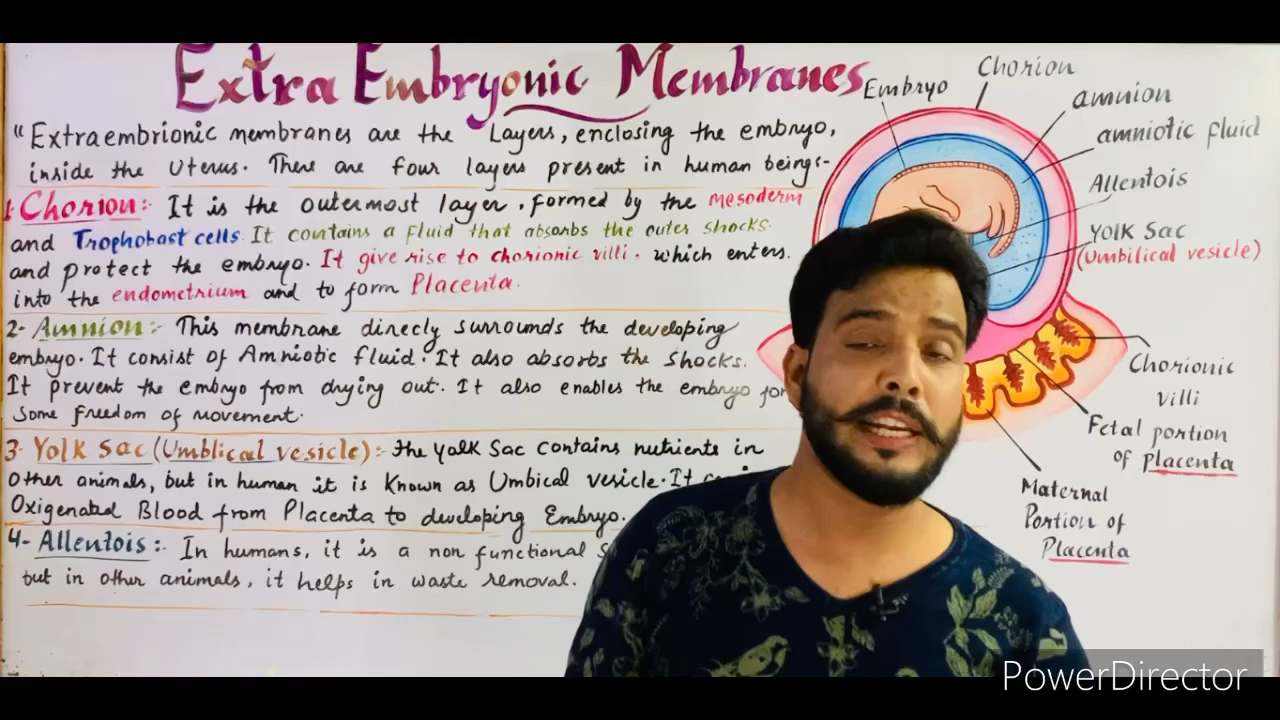 Extra Embryonic Membranes
"Extraembrionic membranes are the Layers, enclosing the embryo,
inside the Uterus. There are four layers present in human beings-
1- Chorion:- It is the outermost layer, formed by the mesoderm
and Trophobast cells. It contains a fluid that absorbs the outer shocks.
and protect the embryo. It give rise to chorionic villi, which enters.
into the endometrium and to form Placenta.
2- Amnion:- This membrane direcly surrounds the developing
embryo. It consist of Amniotic fluid. It also absorbs the shocks.
It prevent the embryo from drying out. It also enables the embryo for
Some freedom of movement.
3- Yolk Sac (Umblical vesicle):- the yolk Sac contains nutrients in
other animals, but in human it is known as Umbical vesicle. It
Oxigenated Blood from Placenta to developing Embryo.
4- Allentois:- In humans, it is a non functional
but in other animals, it helps in waste removal.
Embryo
Chorion
amnion
amniotic fluid
Allentois
Yolk Sac
(Umbilical vesicle)
Chorionic
villi
Fetal portion
of Placenta
Maternal
Portion of
Placenta
PowerDirector